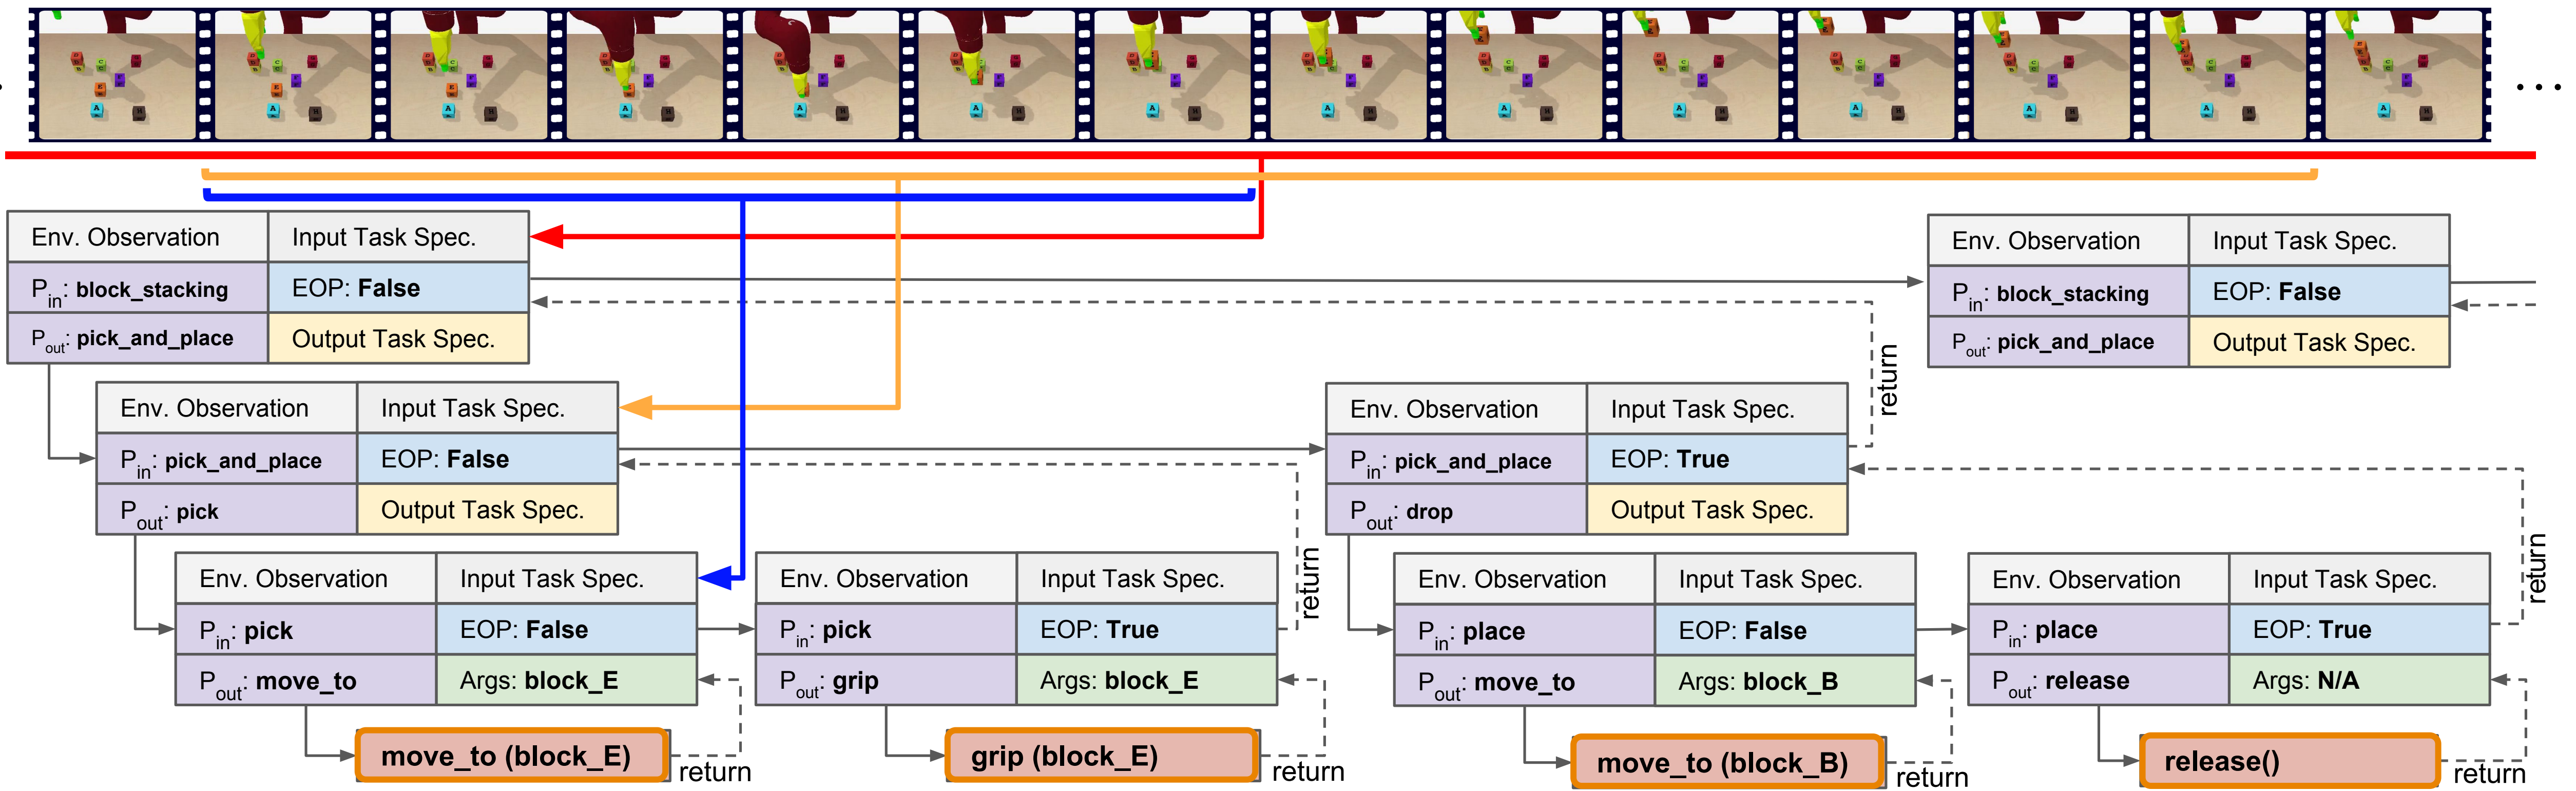 ...
Env. Observation Input Task Spec.
Pin: block_stacking EOP: False
Pout: pick_and_place Output Task Spec.
Env. Observation Input Task Spec.
Pin: block_stacking EOP: False
Pout: pick_and_place Output Task Spec.
return
Env. Observation Input Task Spec.
Pin: pick_and_place EOP: False
Pout: pick Output Task Spec.
Env. Observation Input Task Spec.
Pin: pick_and_place EOP: True
Pout: drop Output Task Spec.
return
return
Env. Observation Input Task Spec.
Pin: pick EOP: False
Pout: move_to Args: block_E
Env. Observation Input Task Spec.
Pin: pick EOP: True
Pout: grip Args: block_E
Env. Observation Input Task Spec.
Pin: place EOP: False
Pout: move_to Args: block_B
Env. Observation Input Task Spec.
Pin: place EOP: True
Pout: release Args: N/A
move_to (block_E)
return
grip (block_E)
return
move_to (block_B)
return
release()
return